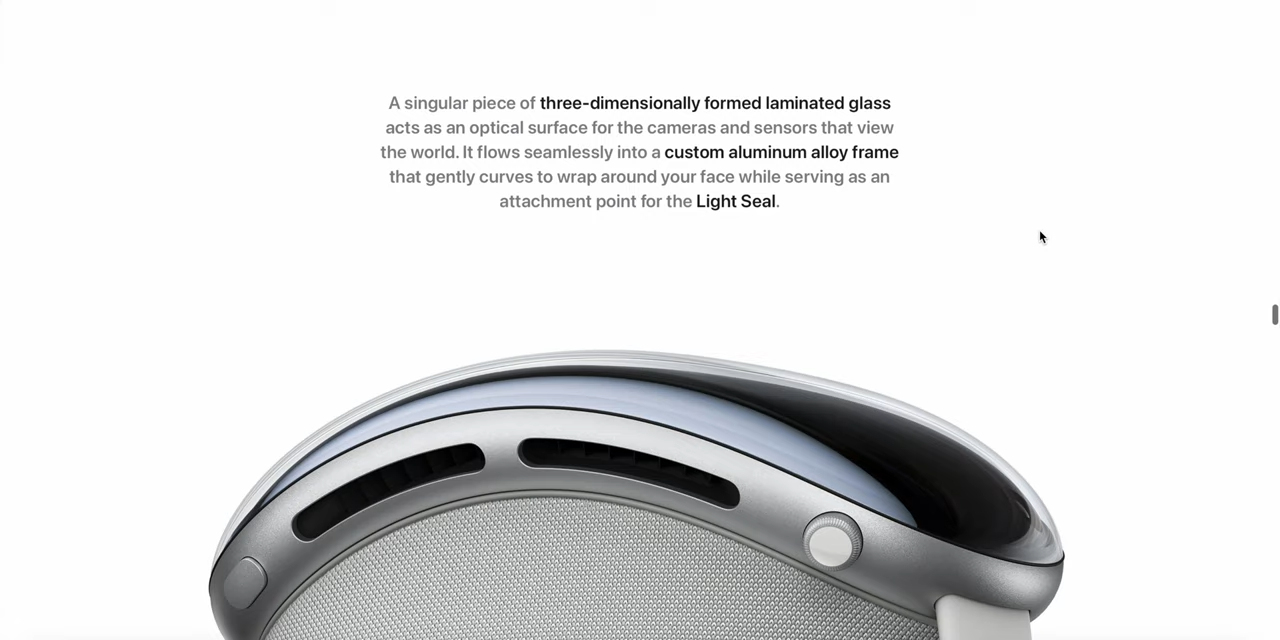 A singular piece of three-dimensionally formed laminated glass
acts as an optical surface for the cameras and sensors that view
the world. It flows seamlessly into a custom aluminum alloy frame
that gently curves to wrap around your face while serving as an
attachment point for the Light Seal.